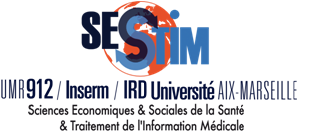 SESSTIM
UMR912 / Inserm / IRD Université AIX-MARSEILLE
Sciences Economiques & Sociales de la Santé
& Traitement de l'Information Médicale